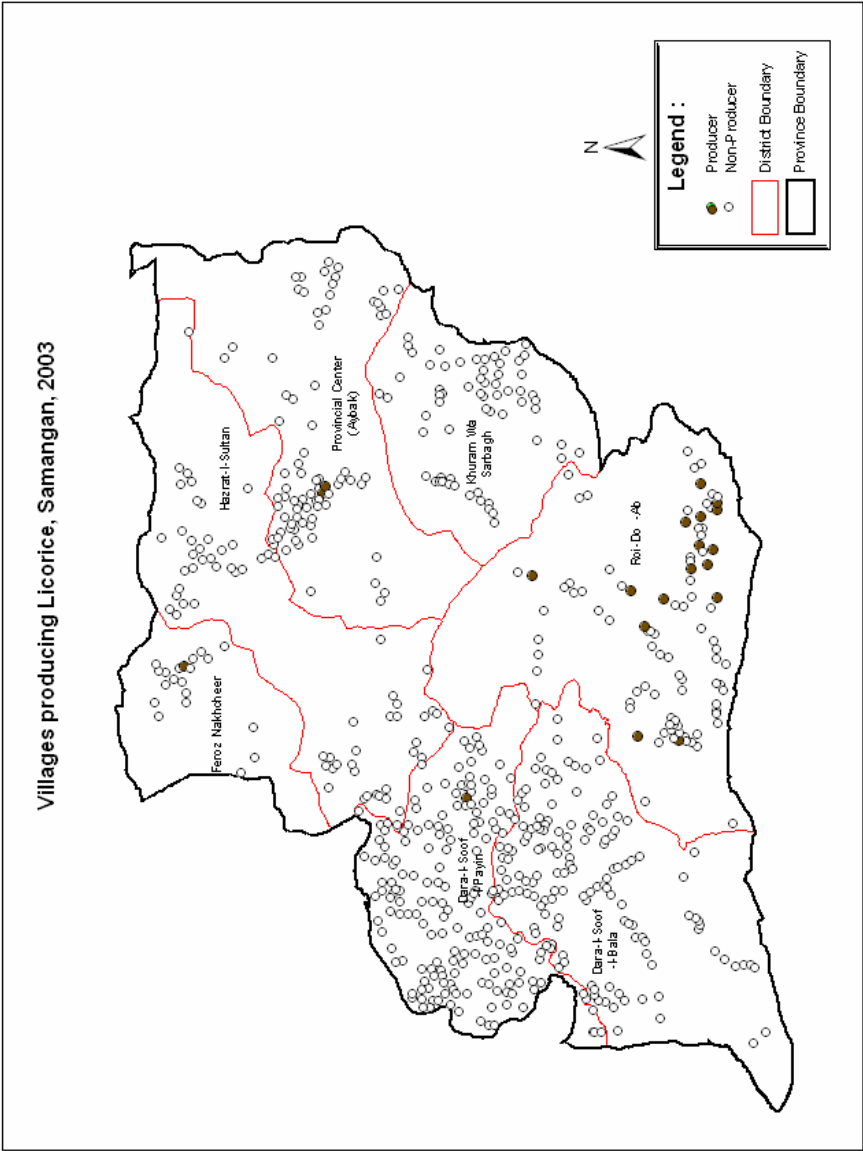 Villages producing Licorice, Samangan, 2003
Feroz Nakhcheer
Hazrat-I-Sultan
Provincial Center
(Aybak)
Khuram Wa
Sarbagh
Dara-I-Soof
-I-Payin
Dara-I-Soof
-I-Bala
Roi-Do -Ab
N
Legend :
Producer
Non-Producer
District Boundary
Province Boundary